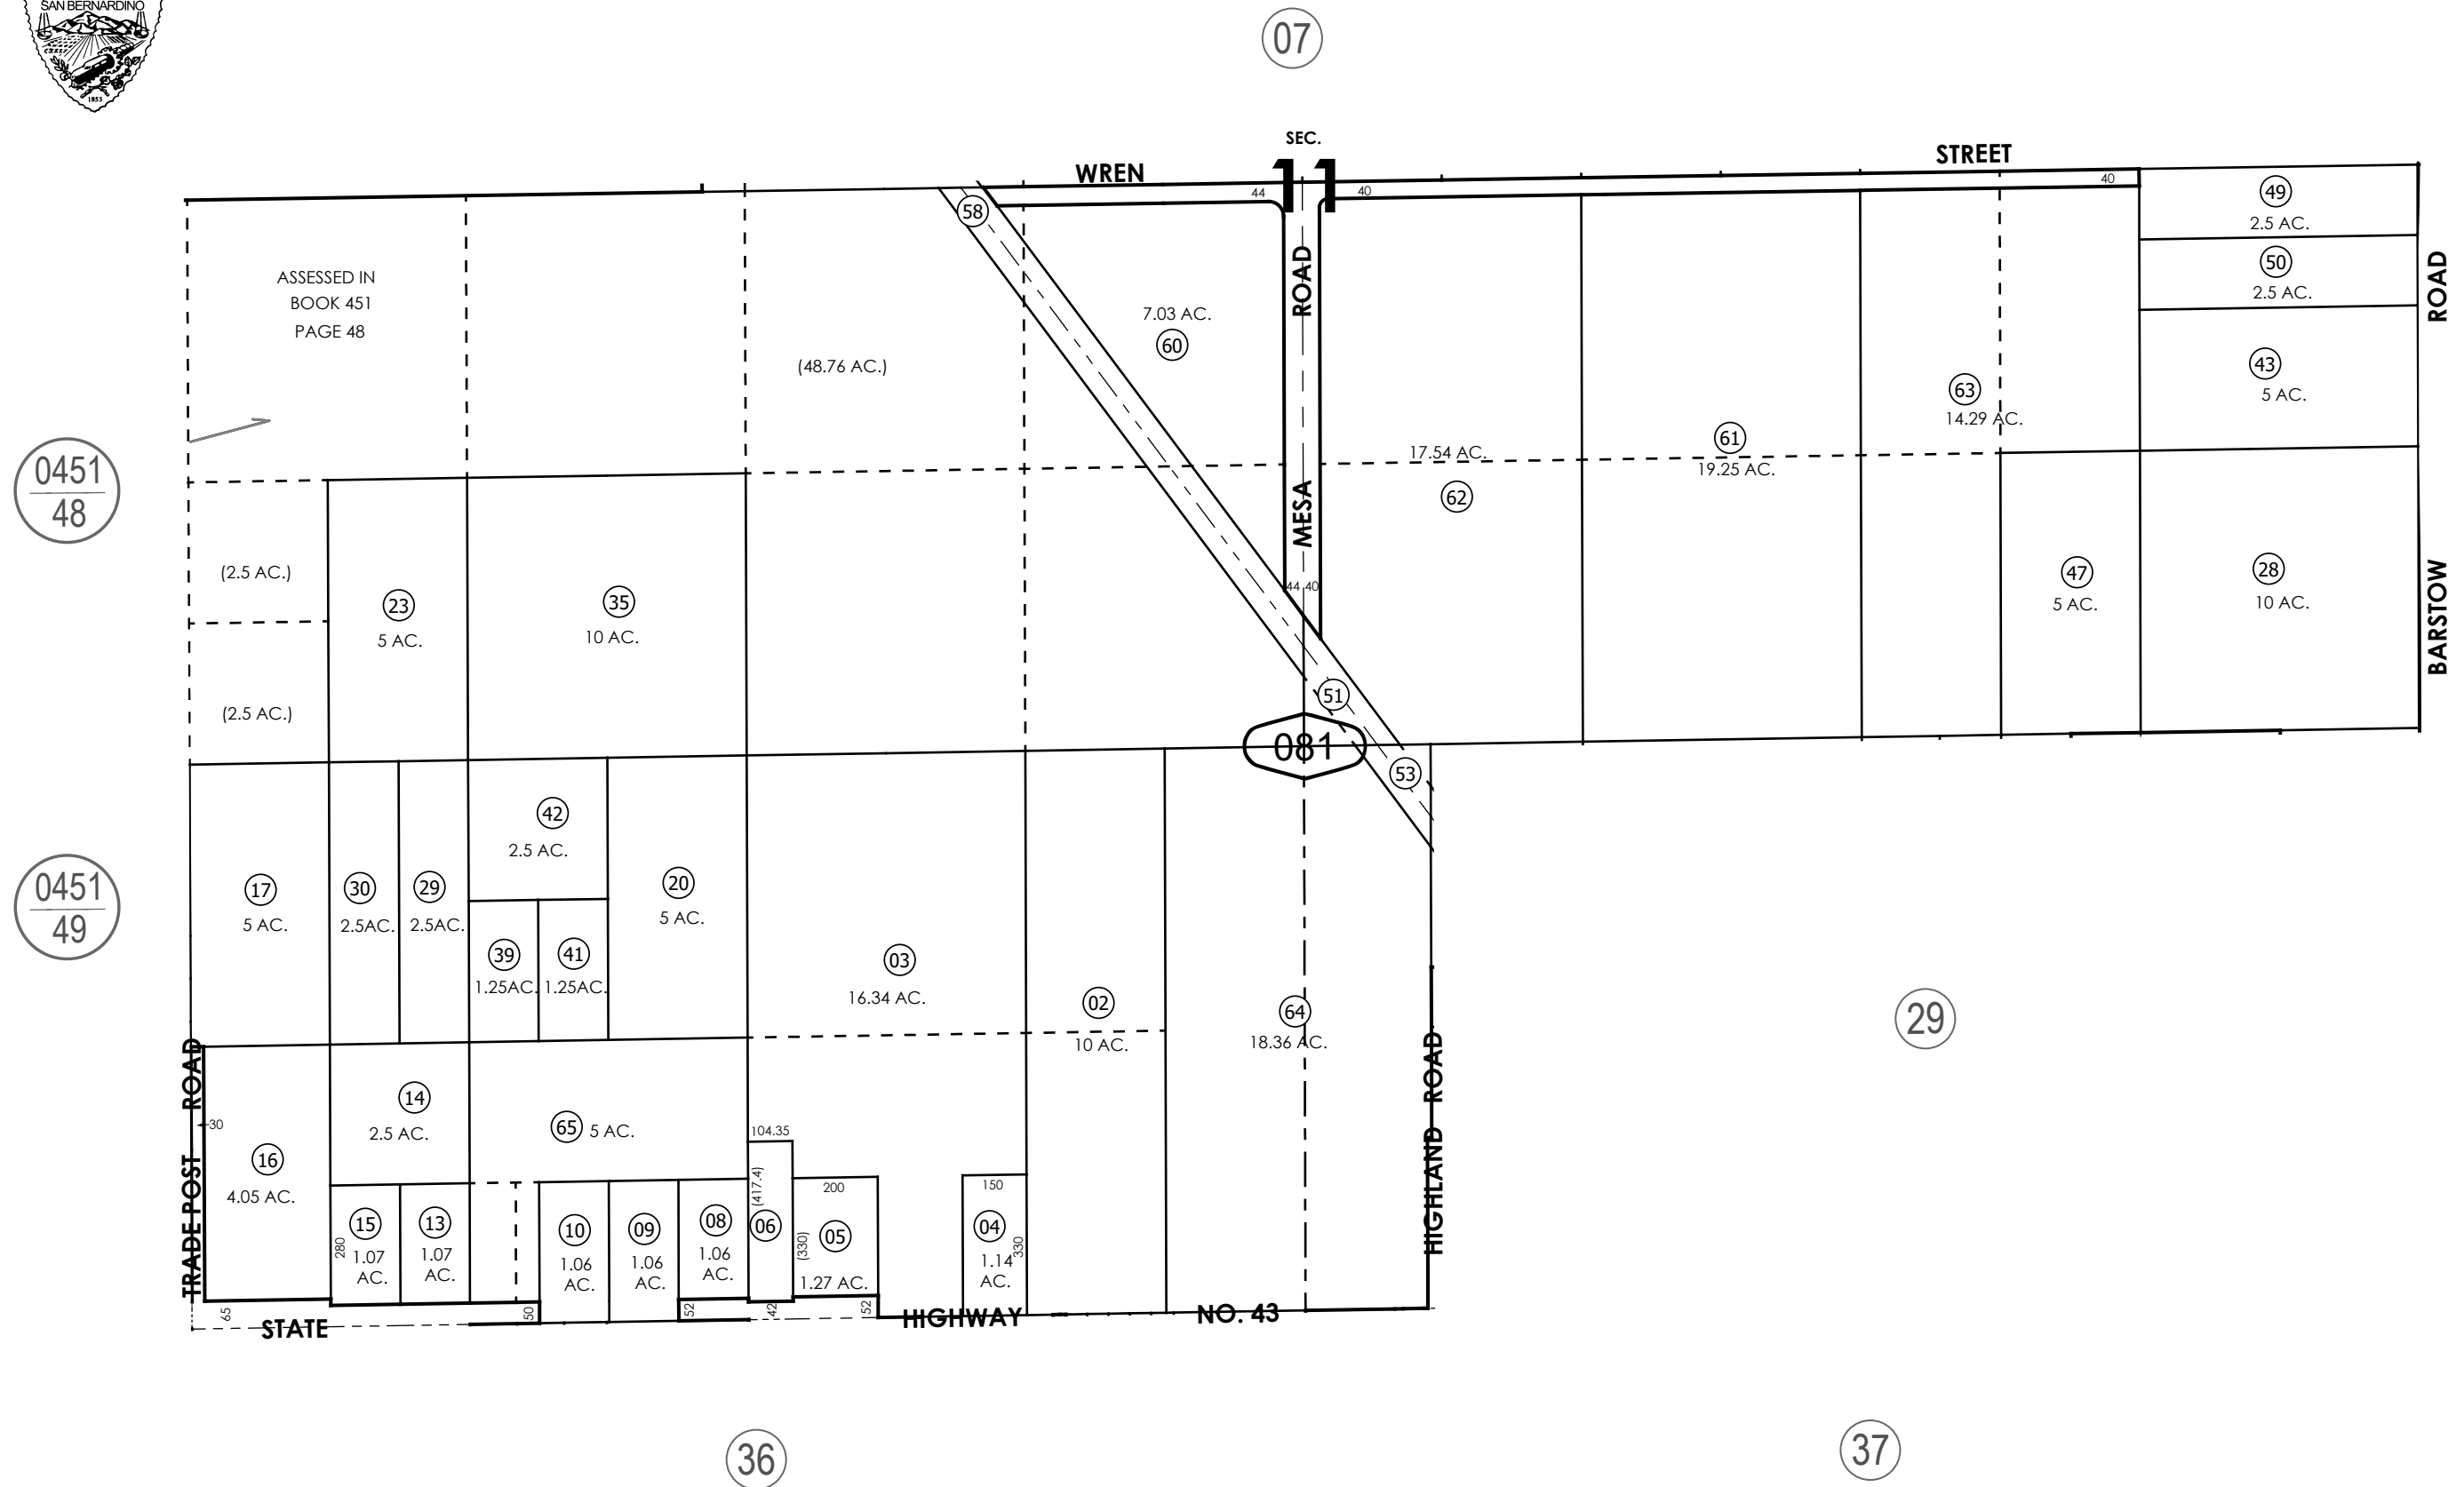 SAN BERNARDINO
1853
07
SEC.
11
WREN
STREET
44
40
40
58
49
2.5 AC.
50
2.5 AC.
43
5 AC.
ROAD
BARSTOW
ASSESSED IN
BOOK 451
PAGE 48
(48.76 AC.)
7.03 AC.
60
ROAD
MESA
44
40
17.54 AC.
62
61
19.25 AC.
63
14.29 AC.
0451
48
(2.5 AC.)
(2.5 AC.)
23
5 AC.
35
10 AC.
47
5 AC.
28
10 AC.
51
081
53
0451
49
17
5 AC.
30
2.5AC.
29
2.5AC.
42
2.5 AC.
39
1.25AC.
41
1.25AC.
20
5 AC.
03
16.34 AC.
02
10 AC.
64
18.36 AC.
29
HIGHLAND ROAD
TRADE POST ROAD
30
16
4.05 AC.
14
2.5 AC.
65 5 AC.
104.35
(417.4)
200
150
15
1.07
AC.
280
13
1.07
AC.
10
1.06
AC.
09
1.06
AC.
08
1.06
AC.
06
05
(330)
1.27 AC.
04
1.14
AC.
330
65
50
52
42
52
STATE
HIGHWAY
NO. 43
36
37